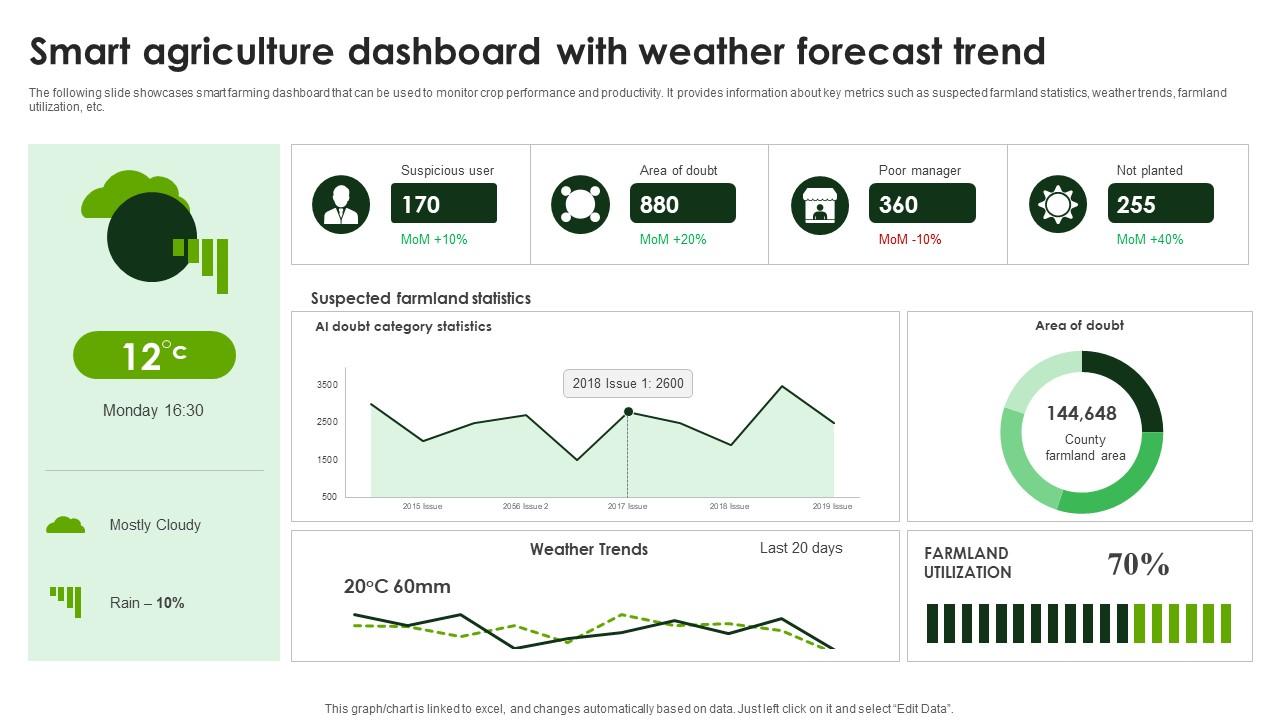 Smart agriculture dashboard with weather forecast trend
The following slide showcases smart farming dashboard that can be used to monitor crop performance and productivity. It provides information about key metrics such as suspected farmland statistics, weather trends, farmland
utilization, etc.
12°C
Monday 16:30
Mostly Cloudy
Rain – 10%
Suspicious user
170
MoM +10%
Area of doubt
880
MoM +20%
Poor manager
360
MoM -10%
Not planted
255
MoM +40%
Suspected farmland statistics
AI doubt category statistics
2018 Issue 1: 2600
3500
2500
1500
500
2015 Issue
2056 Issue 2
2017 Issue
2018 Issue
2019 Issue
Area of doubt
144,648
County
farmland area
Weather Trends
Last 20 days
20°C 60mm
FARMLAND
UTILIZATION
70%
This graph/chart is linked to excel, and changes automatically based on data. Just left click on it and select “Edit Data”.